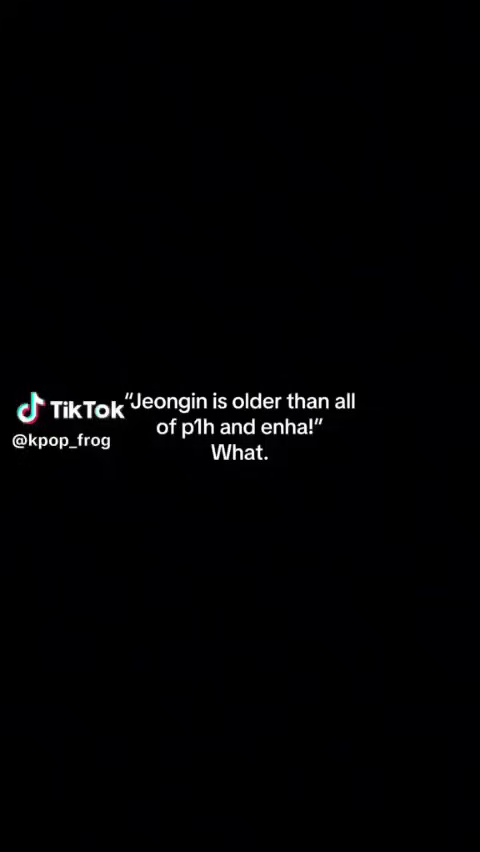 “Jeongin is older than all
of p1h and enha!”
What.
TikTok
@kpop_frog